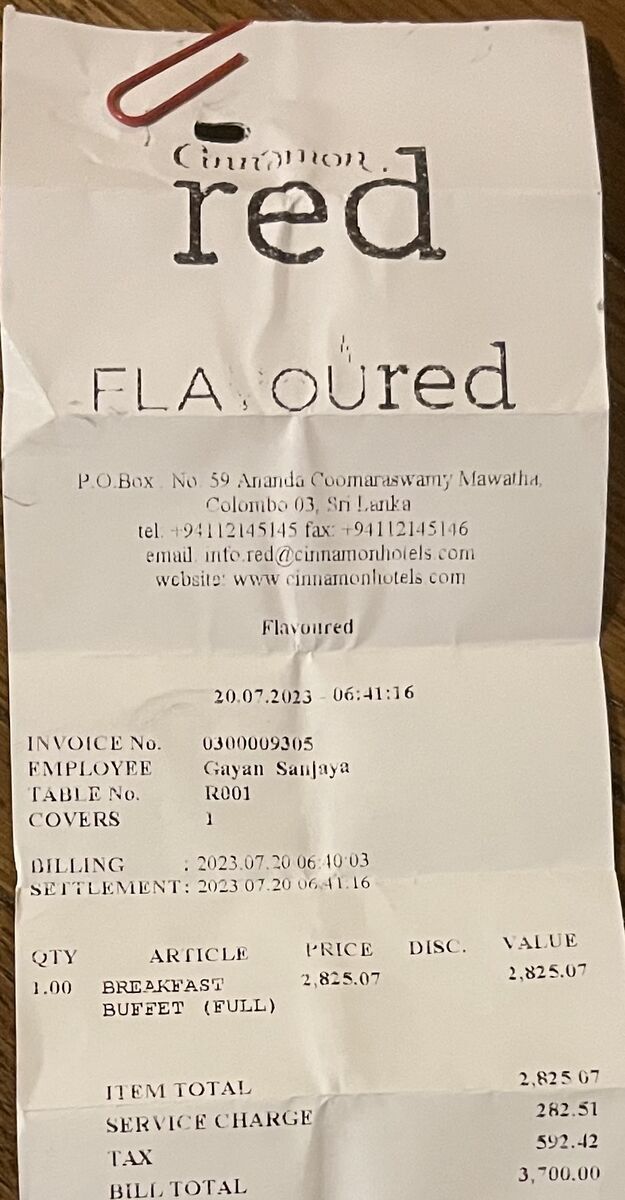 Cinnamon
red
FLAVOUred
P.O.Box . No. 59 Ananda Coomaraswamy Mawatha,
Colombo 03, Sri Lanka
tel. +94112145145 fax: +94112145146
email. info.red@cinnamonhotels.com
website: www.cinnamonhotels.com
Flavoured
20.07.2023 - 06:41:16
INVOICE No. 0300009305
EMPLOYEE Gayan Sanjaya
TABLE No. R001
COVERS 1
BILLING : 2023.07.20 06:40:03
SETTLEMENT: 2023.07.20 06:41:16
QTY ARTICLE PRICE DISC. VALUE
1.00 BREAKFAST 2,825.07 2,825.07
BUFFET (FULL)
ITEM TOTAL 2,825.07
SERVICE CHARGE 282.51
TAX 592.42
BILL TOTAL 3,700.00